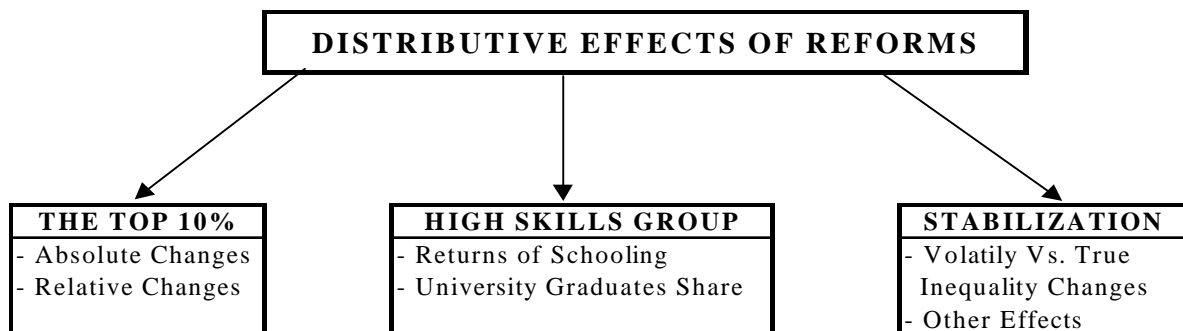 DISTRIBUTIVE EFFECTS OF REFORMS
THE TOP 10%
- Absolute Changes
- Relative Changes
HIGH SKILLS GROUP
- Returns of Schooling
- University Graduates Share
STABILIZATION
- Volatily Vs. True
Inequality Changes
- Other Effects